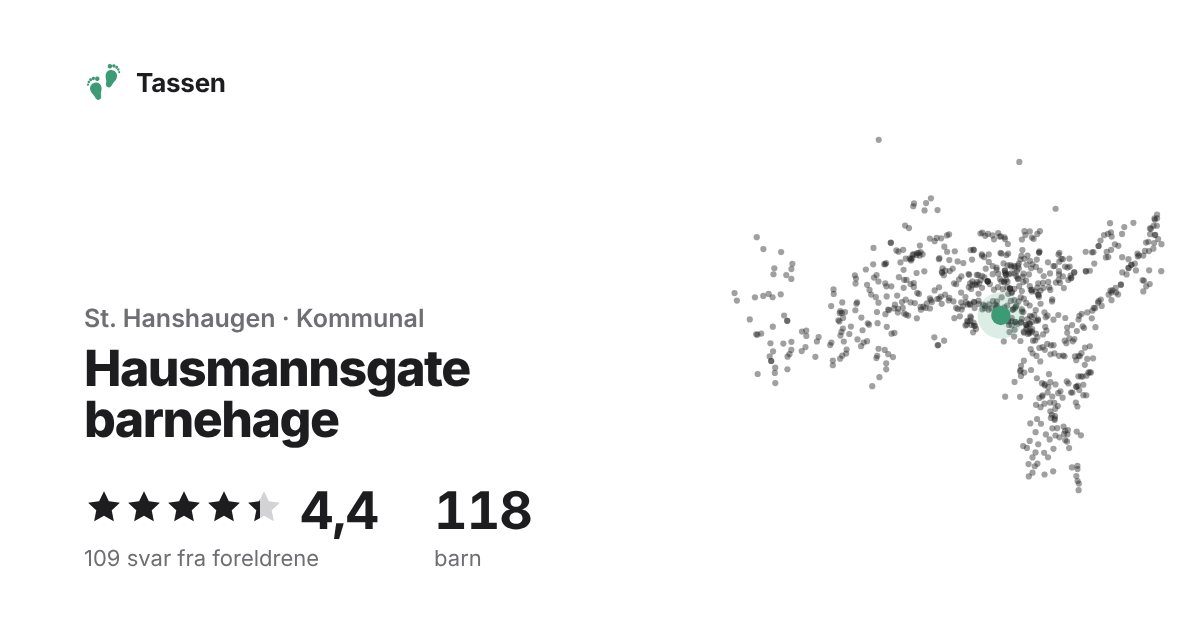 Tassen
St. Hanshaugen · Kommunal
Hausmannsgate
barnehage
4,4
118
109 svar fra foreldrene
barn